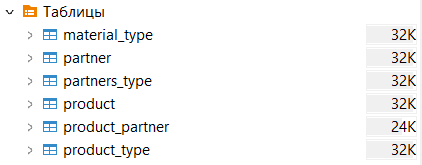 Таблицы
material_type 32K
partner 32K
partners_type 32K
product 32K
product_partner 24K
product_type 32K